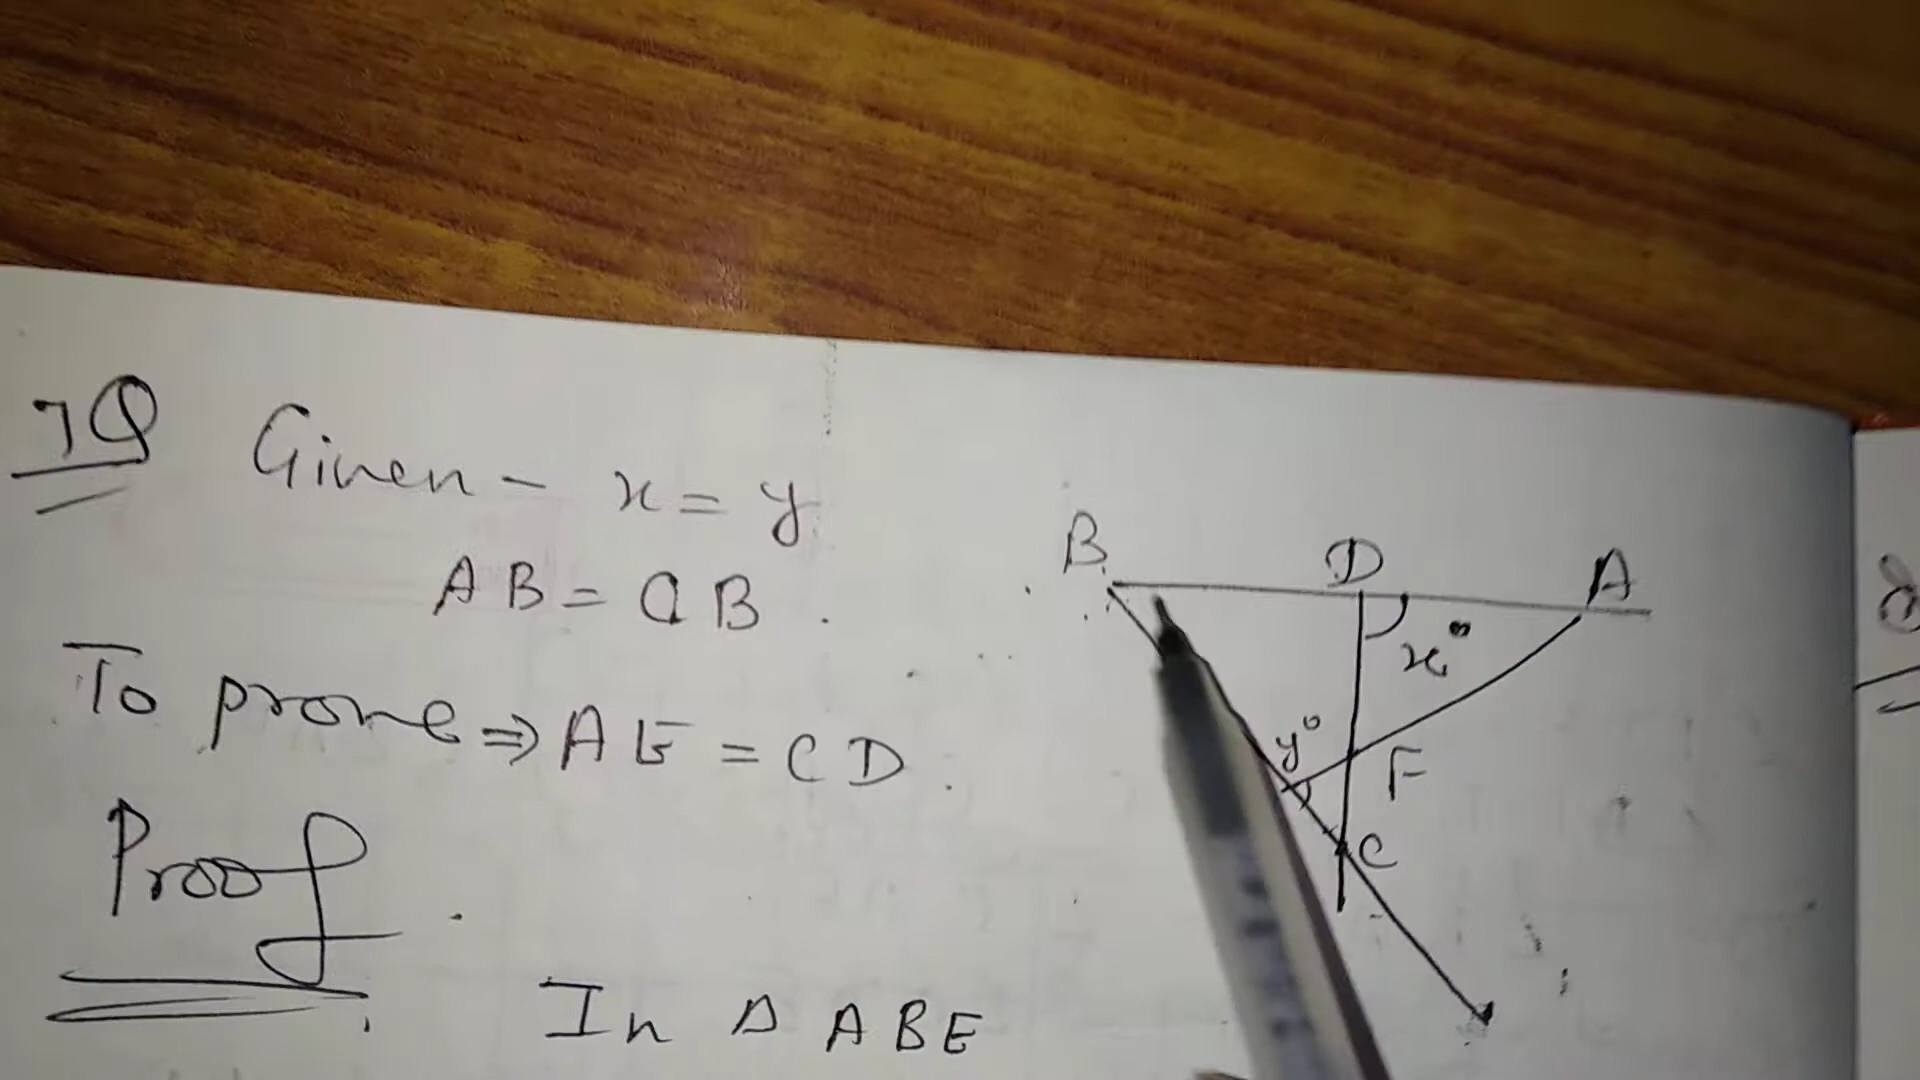 7Q Given - x = y
AB = CB.
To prove ⇒ AE = CD.
Proof.
In Δ ABE
B D A
x°
y°
F
C